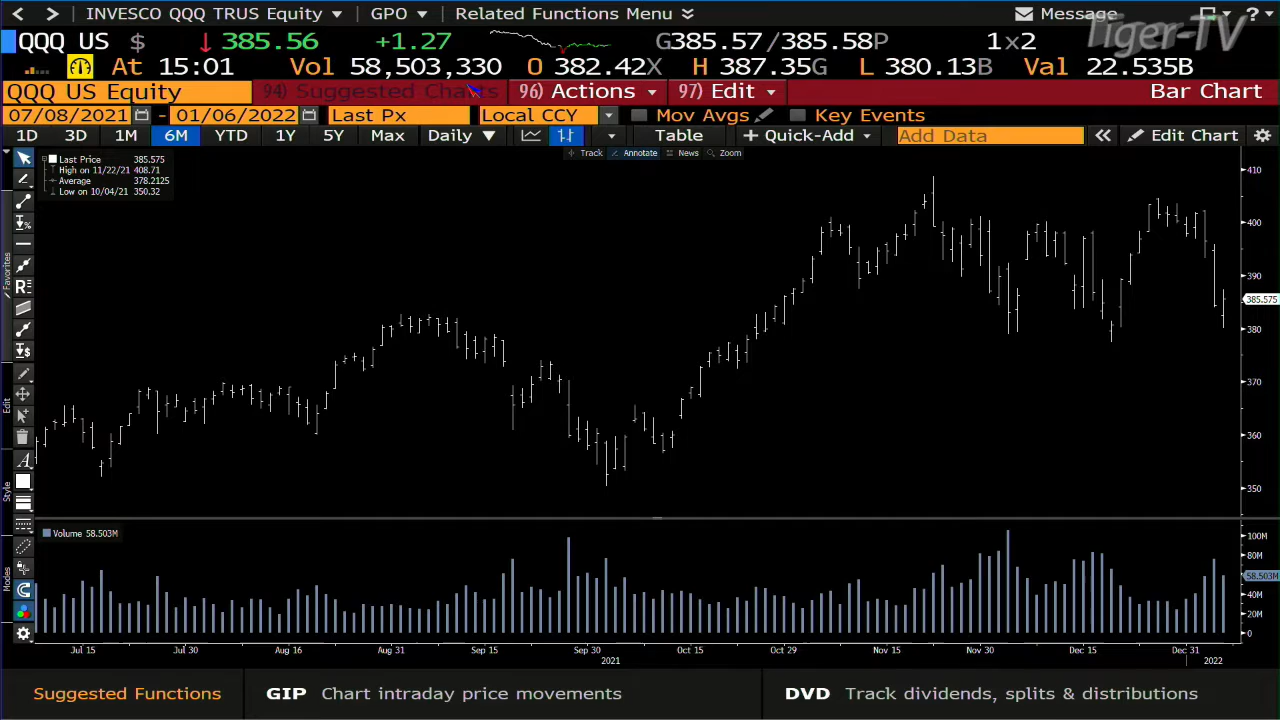 INVESCO QQQ TRUS Equity GPO Related Functions Menu Message ?
Tiger-TV
QQQ US $ 385.56 +1.27 G385.57/385.58P 1x2
At 15:01 Vol 58,503,330 O 382.42X H 387.35G L 380.13B Val 22.535B
QQQ US Equity 94) Suggested Charts 96) Actions 97) Edit Bar Chart
07/08/2021 - 01/06/2022 Last Px Local CCY Mov Avgs Key Events
1D 3D 1M 6M YTD 1Y 5Y Max Daily ▼ Table + Quick-Add Add Data « Edit Chart
Track Annotate News Zoom
Last Price 385.575
High on 11/22/21 408.71
Average 378.2125
Low on 10/04/21 350.32
410
400
390
385.575
380
370
360
350
Favorites
Edit
Style
Modes
Volume 58.503M
100M
80M
58.503M
40M
20M
0
Jul 15 Jul 30 Aug 16 Aug 31 Sep 15 Sep 30 Oct 15 Oct 29 Nov 15 Nov 30 Dec 15 Dec 31
2021 2022
Suggested Functions GIP Chart intraday price movements DVD Track dividends, splits & distributions